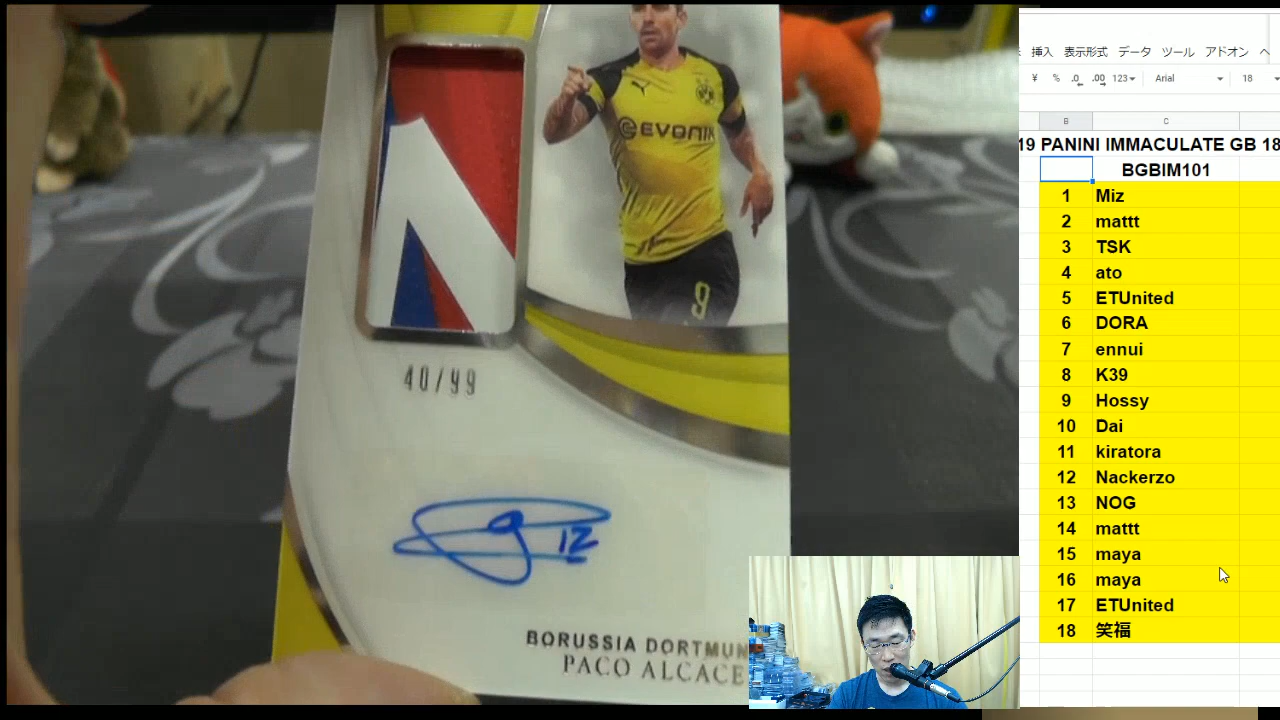 EVONIK
9
40/99
12
BORUSSIA DORTMUN
PACO ALCACE
挿入 表示形式 データ ツール アドオン ヘ
¥ % .0 .00 123 Arial 18
B C
19 PANINI IMMACULATE GB 18
BGBIM101
1 Miz
2 mattt
3 TSK
4 ato
5 ETUnited
6 DORA
7 ennui
8 K39
9 Hossy
10 Dai
11 kiratora
12 Nackerzo
13 NOG
14 mattt
15 maya
16 maya
17 ETUnited
18 笑福